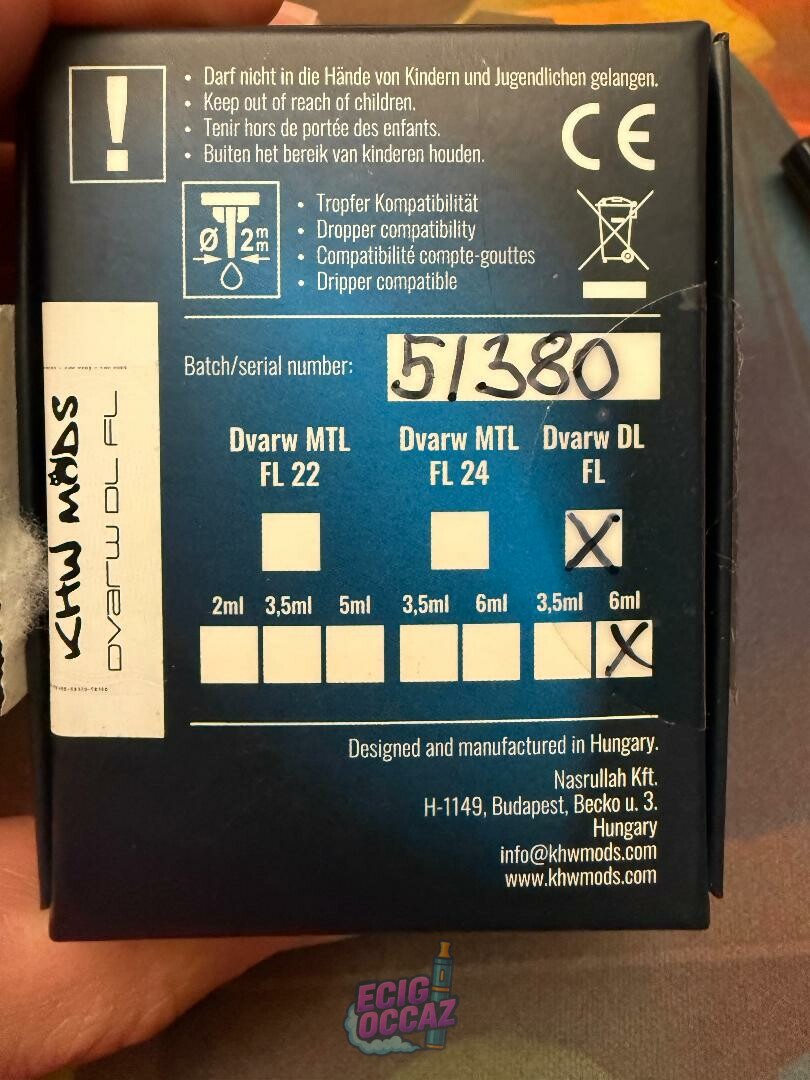 • Darf nicht in die Hände von Kindern und Jugendlichen gelangen.
• Keep out of reach of children.
• Tenir hors de portée des enfants.
• Buiten het bereik van kinderen houden.
CE
Ø 2mm
• Tropfer Kompatibilität
• Dropper compatibility
• Compatibilité compte-gouttes
• Dripper compatible
Batch/serial number: 51380
KHW MODS
Dvarw DL FL
Dvarw MTL FL 22
Dvarw MTL FL 24
Dvarw DL FL
X
2ml 3,5ml 5ml 3,5ml 6ml 3,5ml 6ml
X
Designed and manufactured in Hungary.
Nasrullah Kft.
H-1149, Budapest, Becko u. 3.
Hungary
info@khwmods.com
www.khwmods.com
ECIG
OCCAZ